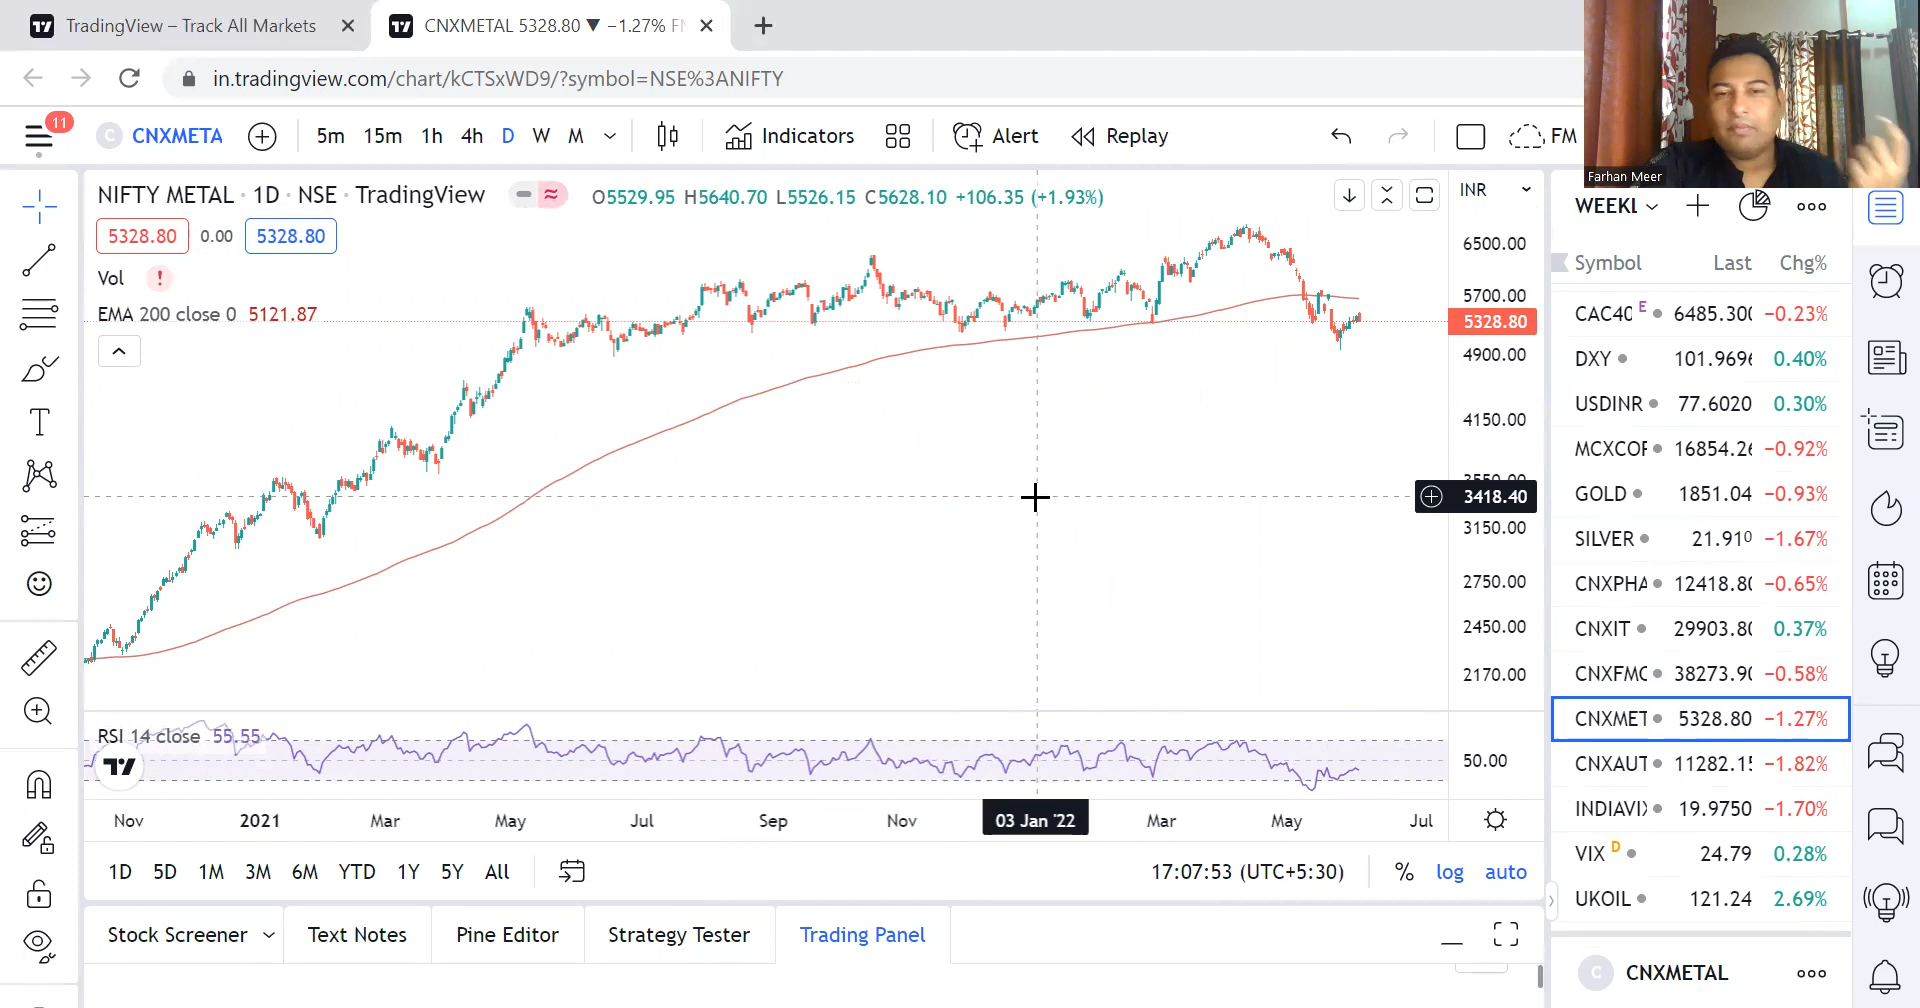 TradingView – Track All Markets
CNXMETAL 5328.80 ▼ −1.27%
in.tradingview.com/chart/kCTSxWD9/?symbol=NSE%3ANIFTY
Farhan Meer
11
C CNXMETA
5m 15m 1h 4h D W M
Indicators
Alert
Replay
FM
NIFTY METAL · 1D · NSE · TradingView
O5529.95 H5640.70 L5526.15 C5628.10 +106.35 (+1.93%)
5328.80 0.00 5328.80
Vol !
EMA 200 close 0 5121.87
INR
6500.00
5700.00
5328.80
4900.00
4150.00
3418.40
3150.00
2750.00
2450.00
2170.00
RSI 14 close 55.55
50.00
Nov 2021 Mar May Jul Sep Nov 03 Jan '22 Mar May Jul
1D 5D 1M 3M 6M YTD 1Y 5Y All
17:07:53 (UTC+5:30) % log auto
Stock Screener Text Notes Pine Editor Strategy Tester Trading Panel
WEEKL
Symbol Last Chg%
CAC40 E 6485.300 −0.23%
DXY 101.969 0.40%
USDINR 77.6020 0.30%
MCXCOF 16854.26 −0.92%
GOLD 1851.04 −0.93%
SILVER 21.910 −1.67%
CNXPHA 12418.80 −0.65%
CNXIT 29903.80 0.37%
CNXFMC 38273.90 −0.58%
CNXMET 5328.80 −1.27%
CNXAUT 11282.15 −1.82%
INDIAVI 19.9750 −1.70%
VIX D 24.79 0.28%
UKOIL 121.24 2.69%
C CNXMETAL